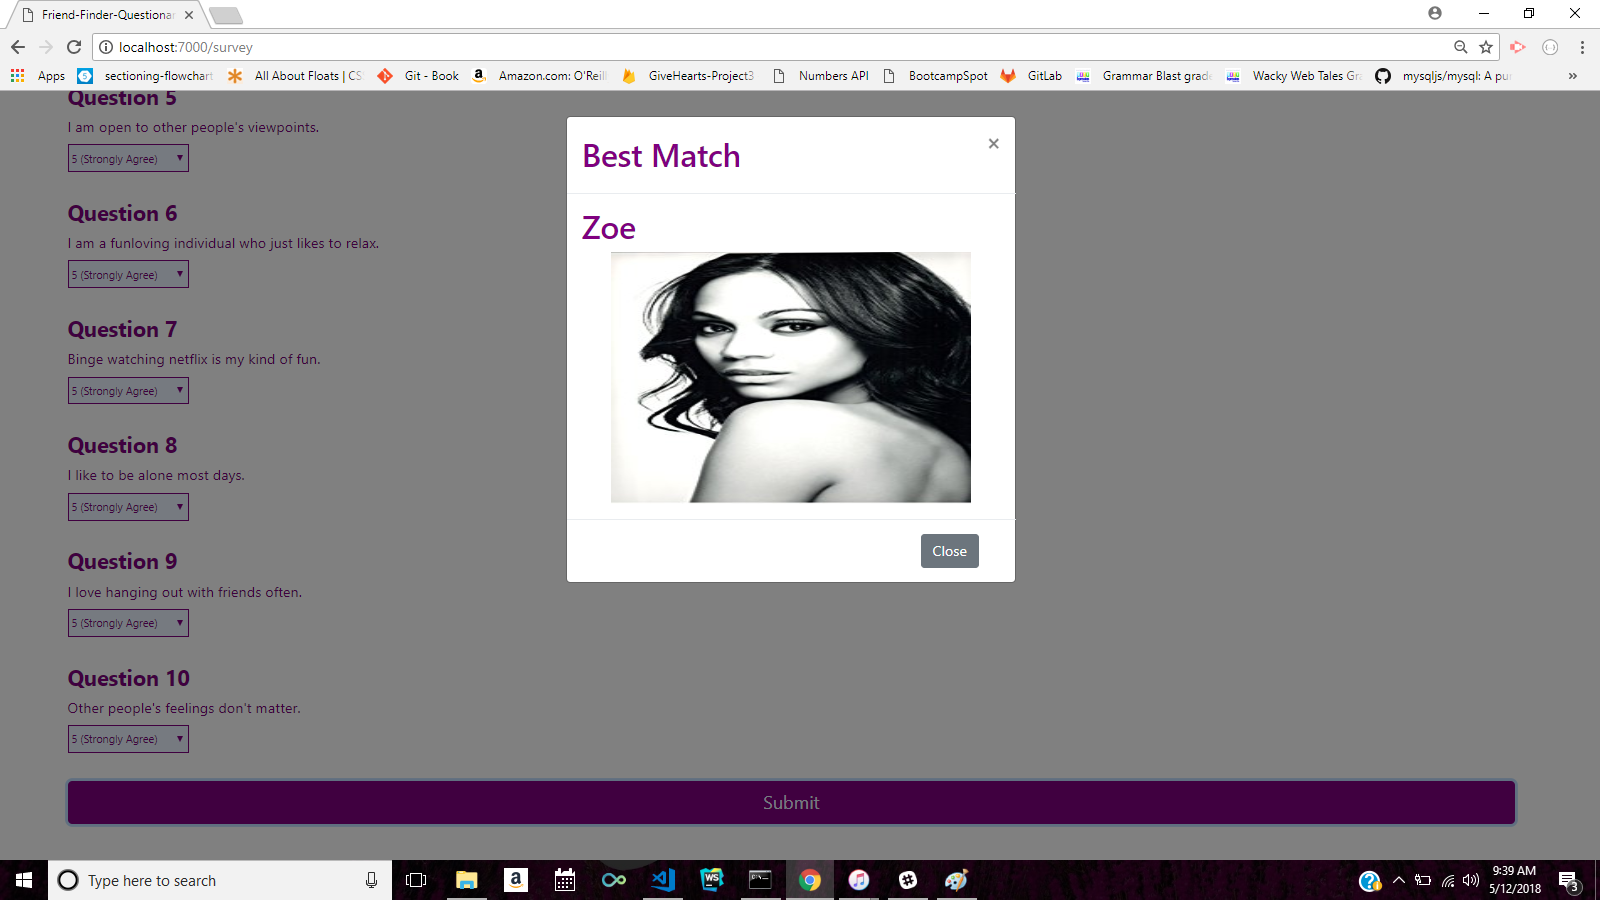 Friend-Finder-Questionar
localhost:7000/survey
Apps sectioning-flowchart All About Floats | CS Git - Book Amazon.com: O'Reill GiveHearts-Project3 Numbers API BootcampSpot GitLab Grammar Blast grade Wacky Web Tales Gra mysqljs/mysql: A pur »
Question 5
I am open to other people's viewpoints.
5 (Strongly Agree)
Question 6
I am a funloving individual who just likes to relax.
5 (Strongly Agree)
Question 7
Binge watching netflix is my kind of fun.
5 (Strongly Agree)
Question 8
I like to be alone most days.
5 (Strongly Agree)
Question 9
I love hanging out with friends often.
5 (Strongly Agree)
Question 10
Other people's feelings don't matter.
5 (Strongly Agree)
Submit
Best Match
×
Zoe
Close
Type here to search
9:39 AM
5/12/2018
3